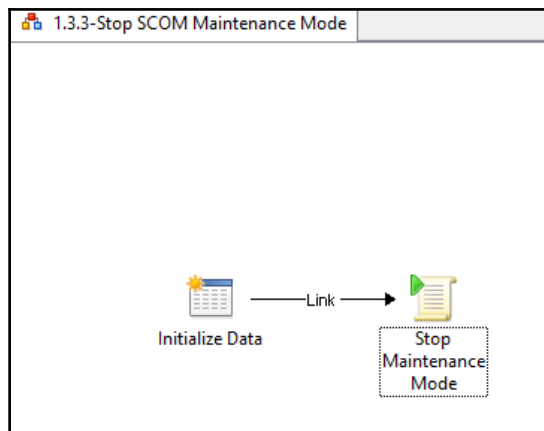 1.3.3-Stop SCOM Maintenance Mode
Link
Initialize Data
Stop
Maintenance
Mode